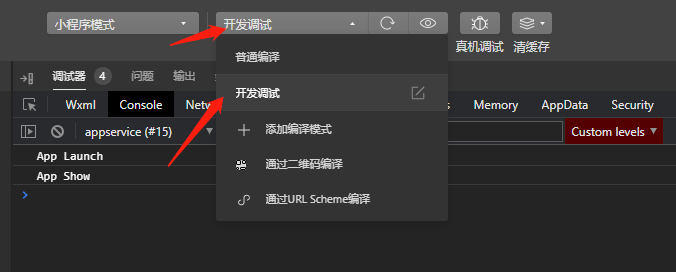 小程序模式
开发调试
真机调试
清缓存
普通编译
开发调试
添加编译模式
通过二维码编译
通过URL Scheme编译
调试器 4 问题 输出
Wxml Console Netw Memory AppData Security
appservice (#15) Custom levels
App Launch
App Show